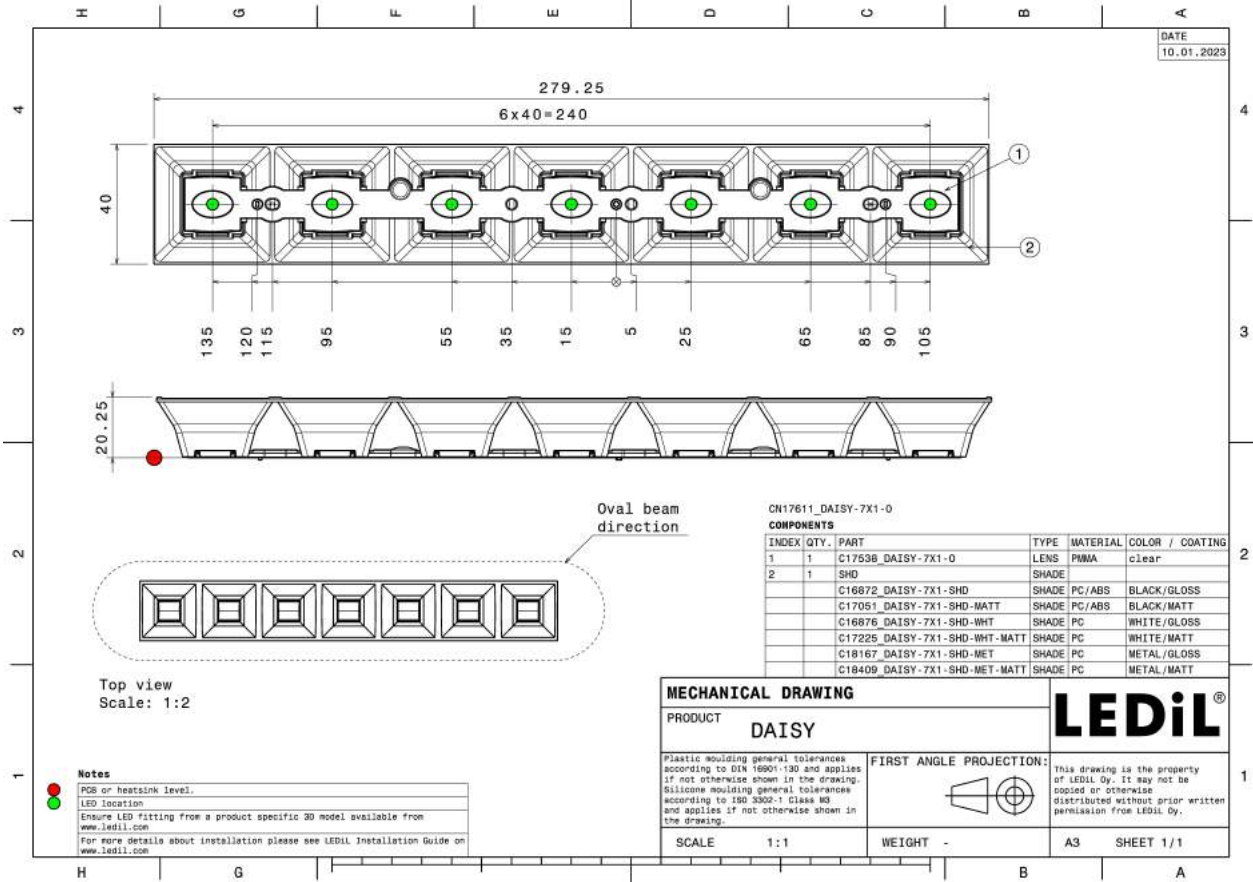 H G F E D C B A
DATE
10.01.2023
279.25
6x40=240
4
4
40
1
2
135 120 115 95 55 35 15 5 25 65 85 90 105
3
3
20.25
Oval beam
direction
CN17611_DAISY-7X1-O
COMPONENTS
INDEX QTY. PART TYPE MATERIAL COLOR / COATING
1 1 C17536_DAISY-7X1-O LENS PMMA clear
2 1 SHD SHADE
C16872_DAISY-7X1-SHD SHADE PC/ABS BLACK/GLOSS
C17051_DAISY-7X1-SHD-MATT SHADE PC/ABS BLACK/MATT
C16876_DAISY-7X1-SHD-WHT SHADE PC WHITE/GLOSS
C17225_DAISY-7X1-SHD-WHT-MATT SHADE PC WHITE/MATT
C18167_DAISY-7X1-SHD-MET SHADE PC METAL/GLOSS
C18409_DAISY-7X1-SHD-MET-MATT SHADE PC METAL/MATT
2
2
Top view
Scale: 1:2
MECHANICAL DRAWING
PRODUCT
DAISY
LEDiL®
Plastic moulding general tolerances
according to DIN 16901-130 and applies
if not otherwise shown in the drawing.
Silicone moulding general tolerances
according to ISO 3302-1 Class M3
and applies if not otherwise shown in
the drawing.
FIRST ANGLE PROJECTION:
This drawing is the property
of LEDiL Oy. It may not be
copied or otherwise
distributed without prior written
permission from LEDiL Oy.
SCALE 1:1 WEIGHT - A3 SHEET 1/1
1
1
Notes
PCB or heatsink level.
LED location
Ensure LED fitting from a product specific 3D model available from
www.ledil.com
For more details about installation please see LEDiL Installation Guide on
www.ledil.com
H G B A